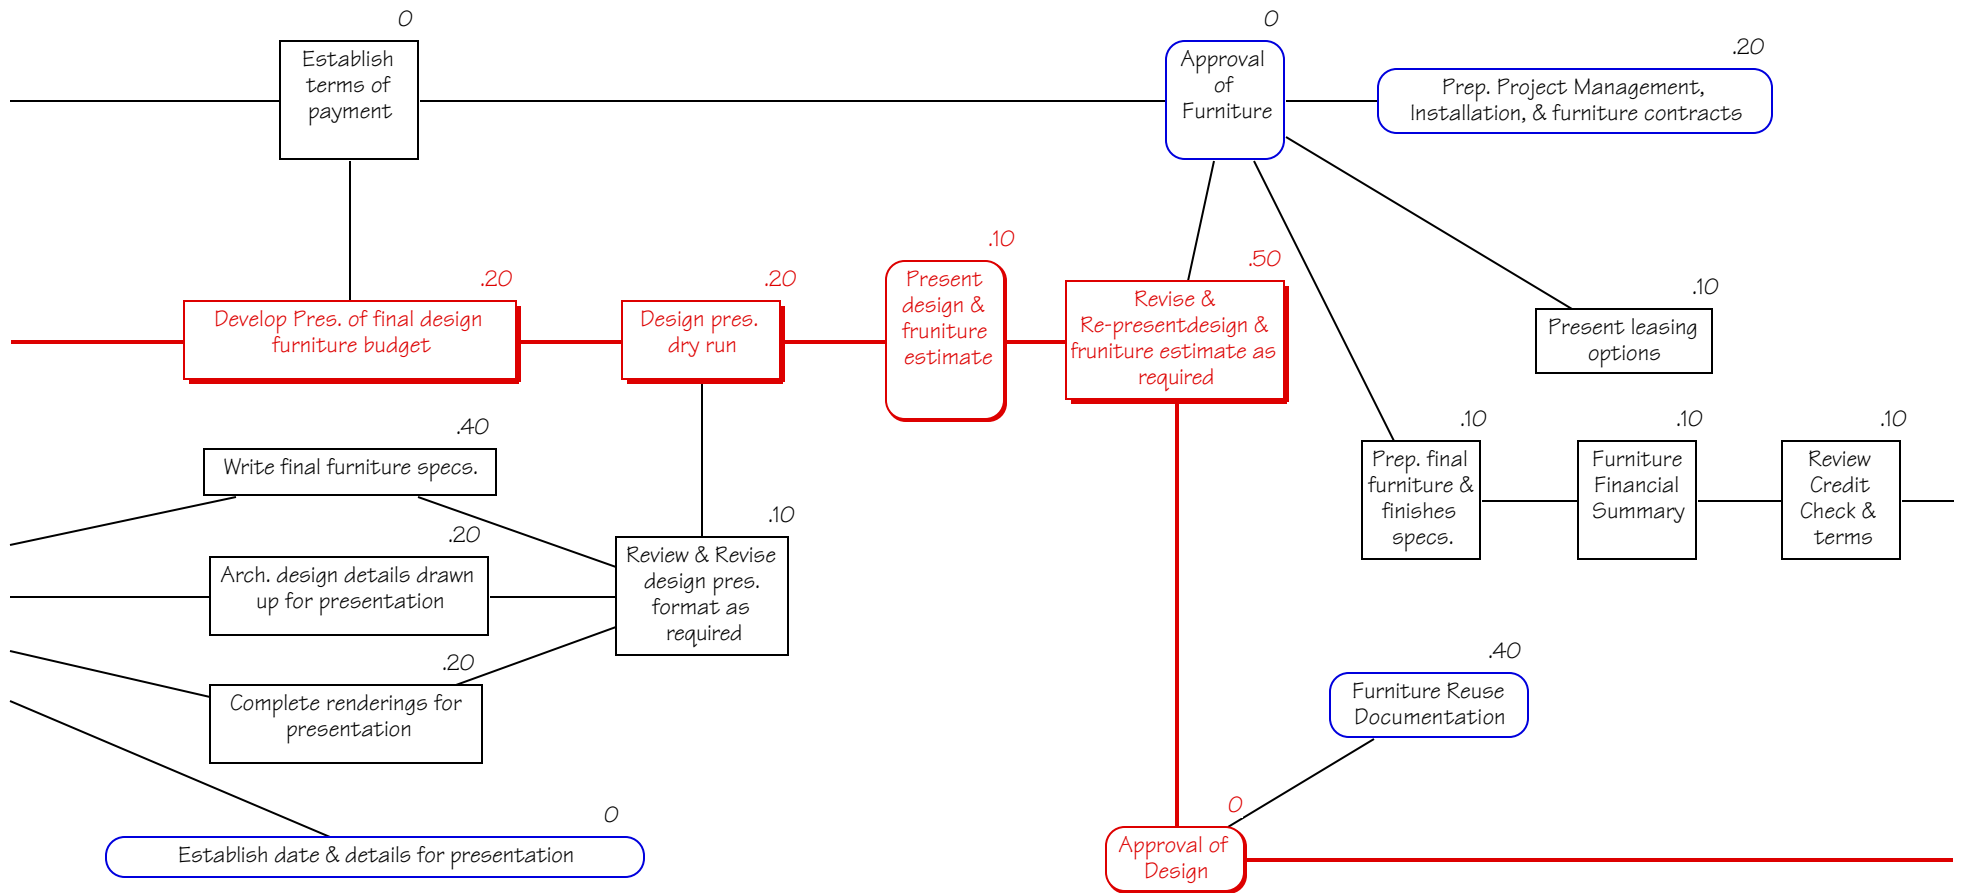 0
Establish
terms of
payment
0
Approval
of
Furniture
.20
Prep. Project Management,
Installation, & furniture contracts
.20
Develop Pres. of final design
furniture budget
.20
Design pres.
dry run
.10
Present
design &
fruniture
estimate
.50
Revise &
Re-presentdesign &
fruniture estimate as
required
.10
Present leasing
options
.40
Write final furniture specs.
.20
Arch. design details drawn
up for presentation
.20
Complete renderings for
presentation
.10
Review & Revise
design pres.
format as
required
.10
Prep. final
furniture &
finishes
specs.
.10
Furniture
Financial
Summary
.10
Review
Credit
Check &
terms
.40
Furniture Reuse
Documentation
0
Establish date & details for presentation
0
Approval of
Design